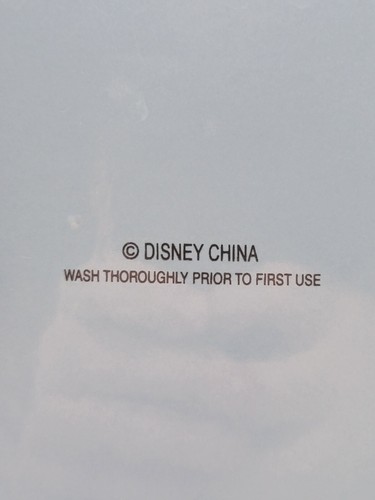 © DISNEY CHINA
WASH THOROUGHLY PRIOR TO FIRST USE